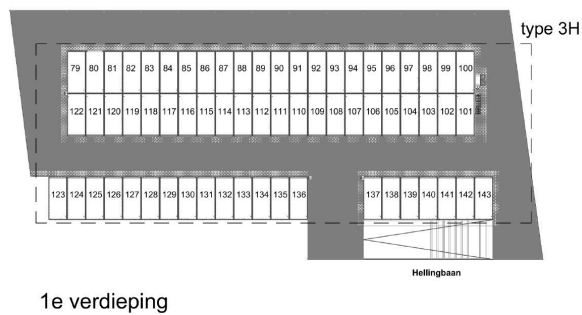 type 3H
79 80 81 82 83 84 85 86 87 88 89 90 91 92 93 94 95 96 97 98 99 100
122 121 120 119 118 117 116 115 114 113 112 111 110 109 108 107 106 105 104 103 102 101
123 124 125 126 127 128 129 130 131 132 133 134 135 136 137 138 139 140 141 142 143
Hellingbaan
1e verdieping